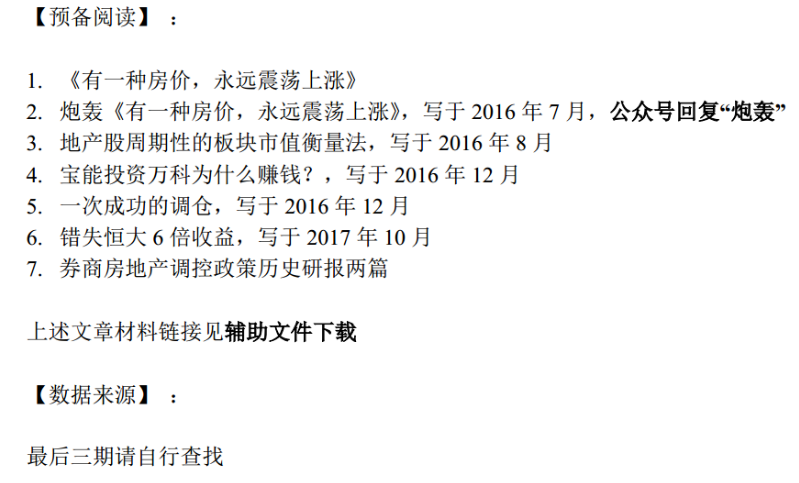 【预备阅读】 ：
1. 《有一种房价，永远震荡上涨》
2. 炮轰《有一种房价，永远震荡上涨》，写于 2016 年 7 月，公众号回复“炮轰”
3. 地产股周期性的板块市值衡量法，写于 2016 年 8 月
4. 宝能投资万科为什么赚钱？，写于 2016 年 12 月
5. 一次成功的调仓，写于 2016 年 12 月
6. 错失恒大 6 倍收益，写于 2017 年 10 月
7. 券商房地产调控政策历史研报两篇
上述文章材料链接见辅助文件下载
【数据来源】 ：
最后三期请自行查找